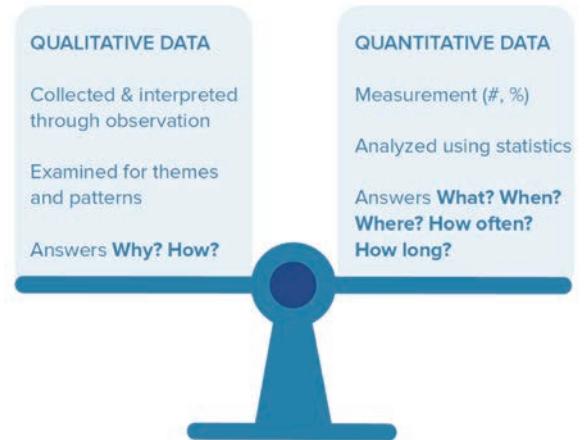 QUALITATIVE DATA
Collected & interpreted
through observation
Examined for themes
and patterns
Answers Why? How?
QUANTITATIVE DATA
Measurement (#, %)
Analyzed using statistics
Answers What? When?
Where? How often?
How long?